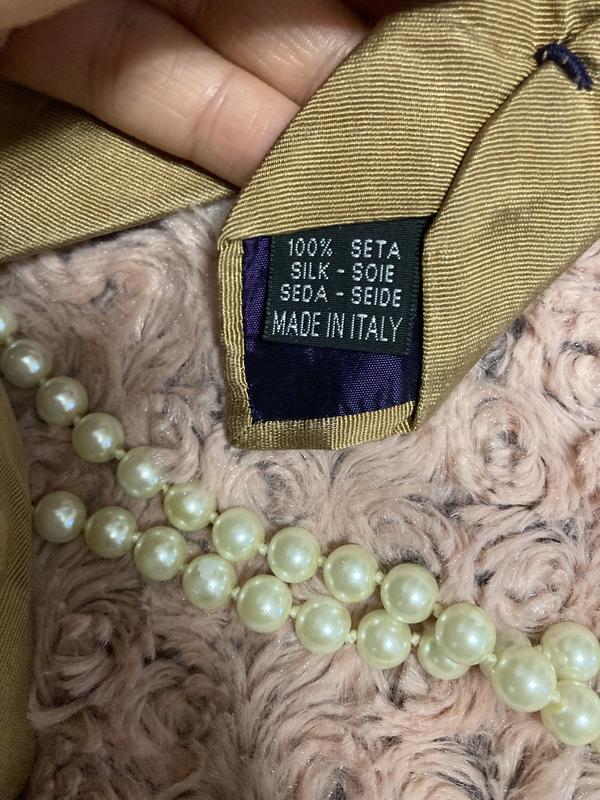 100% SETA
SILK - SOIE
SEDA - SEIDE
MADE IN ITALY